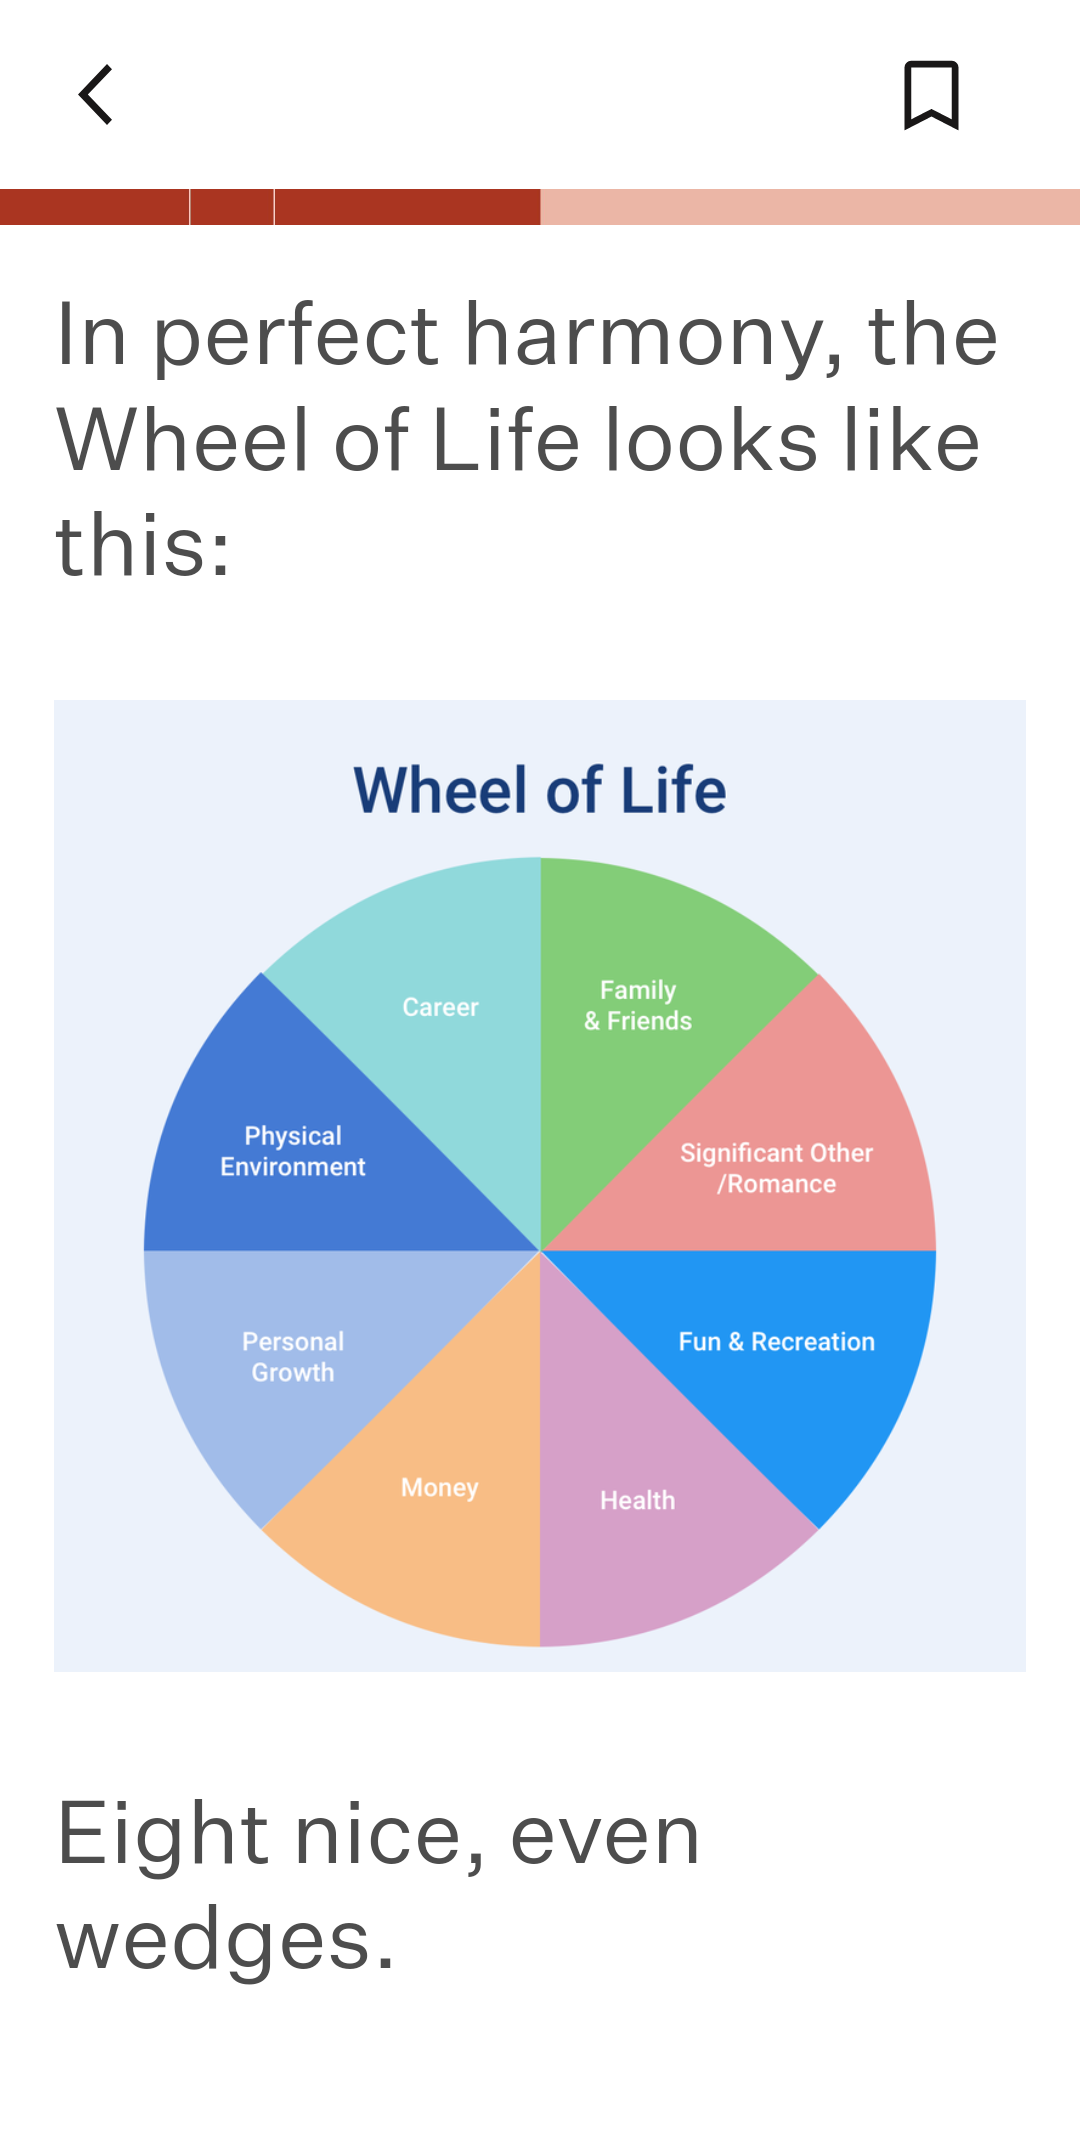 In perfect harmony, the
Wheel of Life looks like
this:
Wheel of Life
Career
Family
& Friends
Physical
Environment
Significant Other
/Romance
Personal
Growth
Fun & Recreation
Money
Health
Eight nice, even
wedges.